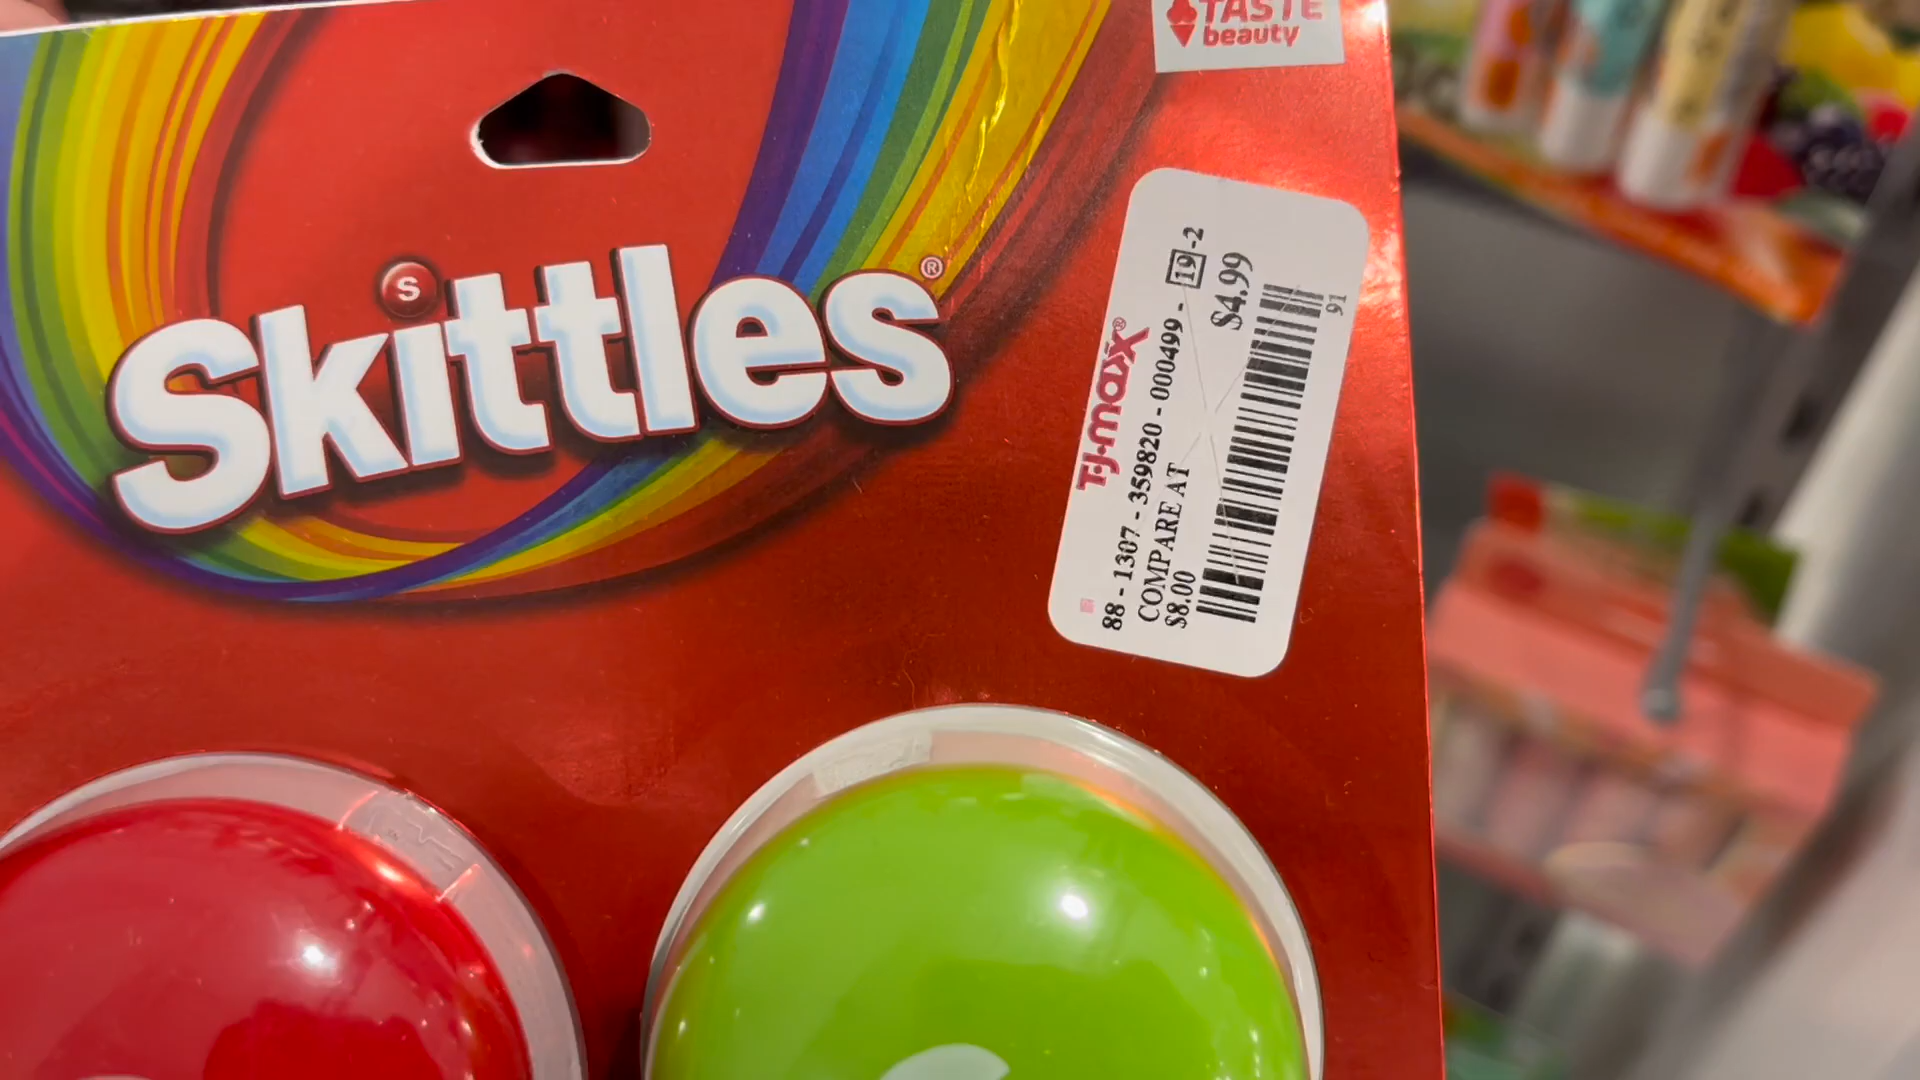 TASTE
beauty
S
Skittles®
T·J·maxx®
88 - 1307 - 359820 - 000499 - 19 -2
COMPARE AT
$8.00
$4.99
91